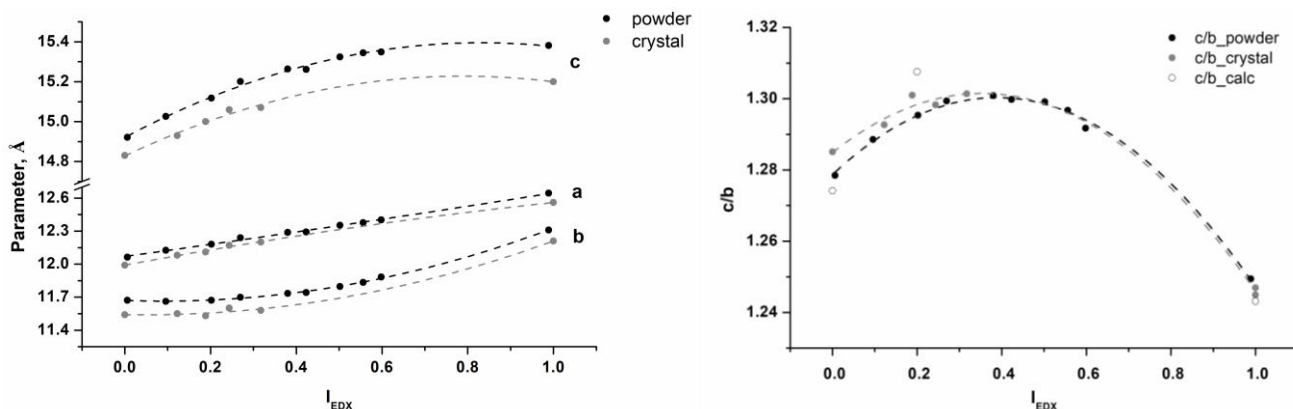 powder
crystal
15.4
15.2
15.0
14.8
12.6
12.3
12.0
11.7
11.4
Parameter, Å
c
a
b
0.0 0.2 0.4 0.6 0.8 1.0
I_EDX
c/b_powder
c/b_crystal
c/b_calc
1.32
1.30
1.28
1.26
1.24
c/b
0.0 0.2 0.4 0.6 0.8 1.0
I_EDX